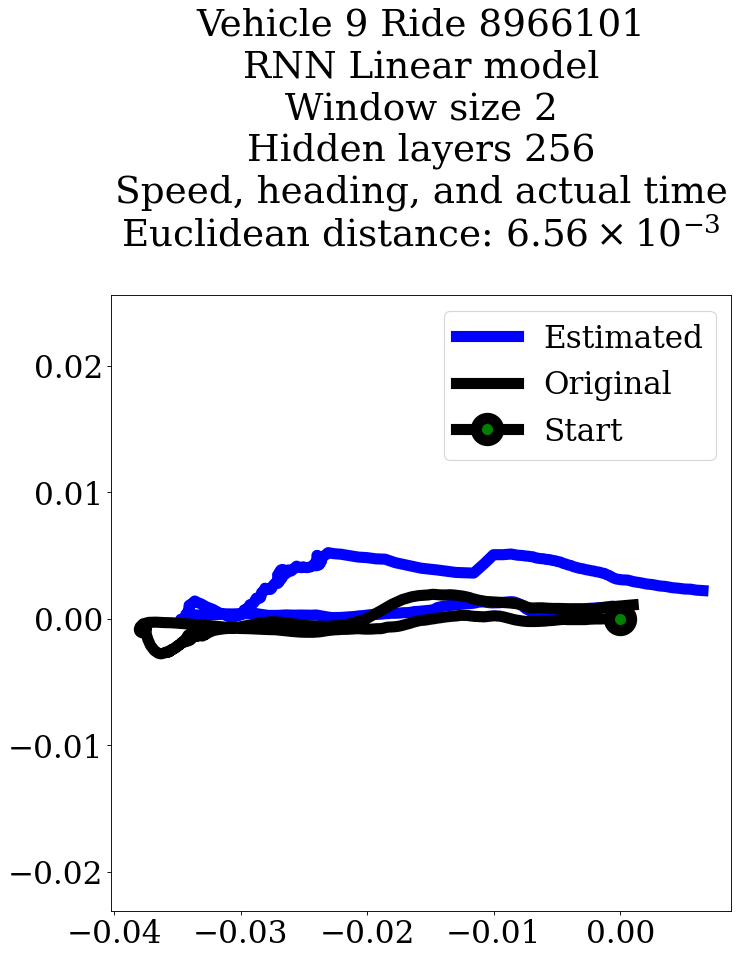 Vehicle 9 Ride 8966101
RNN Linear model
Window size 2
Hidden layers 256
Speed, heading, and actual time
Euclidean distance: 6.56 × 10⁻³
Estimated
Original
Start
0.02
0.01
0.00
−0.01
−0.02
−0.04 −0.03 −0.02 −0.01 0.00